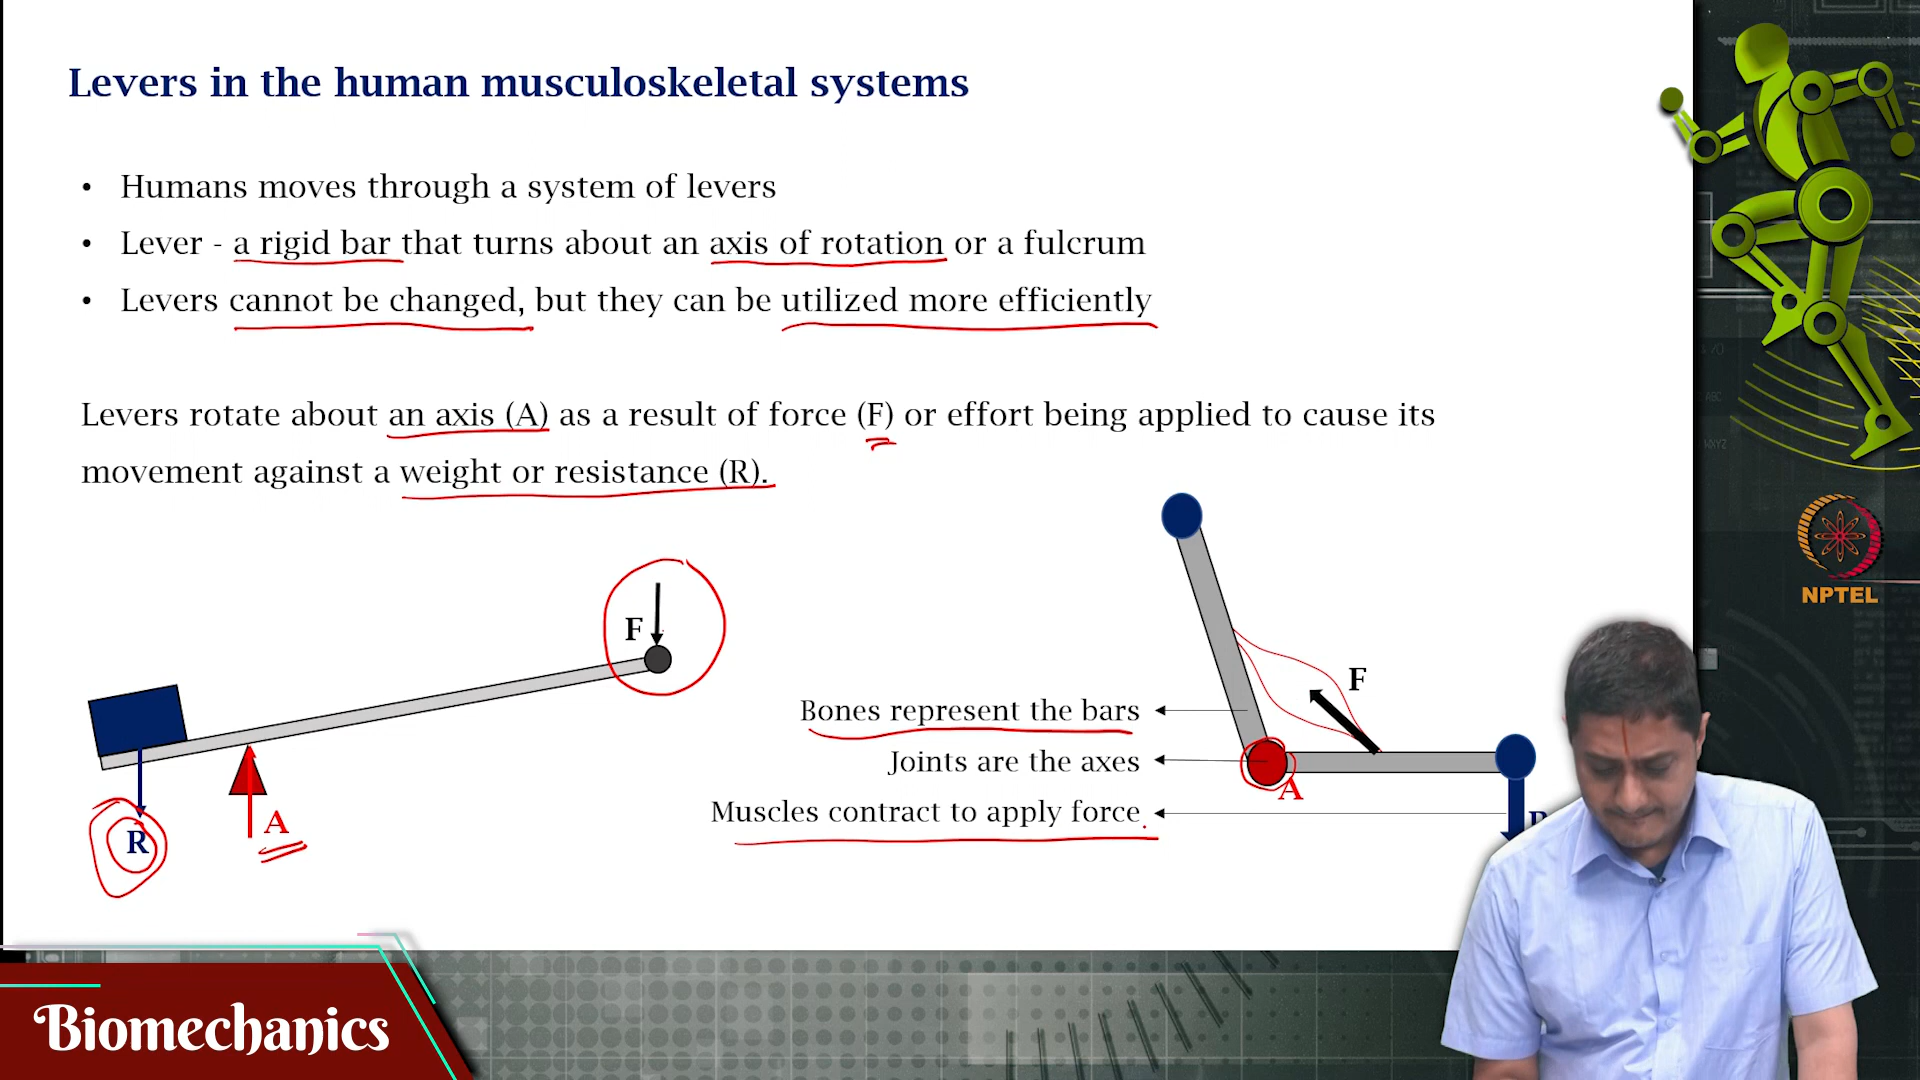 Levers in the human musculoskeletal systems
• Humans moves through a system of levers
• Lever - a rigid bar that turns about an axis of rotation or a fulcrum
• Levers cannot be changed, but they can be utilized more efficiently
Levers rotate about an axis (A) as a result of force (F) or effort being applied to cause its
movement against a weight or resistance (R).
NPTEL
F
R
A
F
Bones represent the bars
Joints are the axes
A
Muscles contract to apply force.
Biomechanics